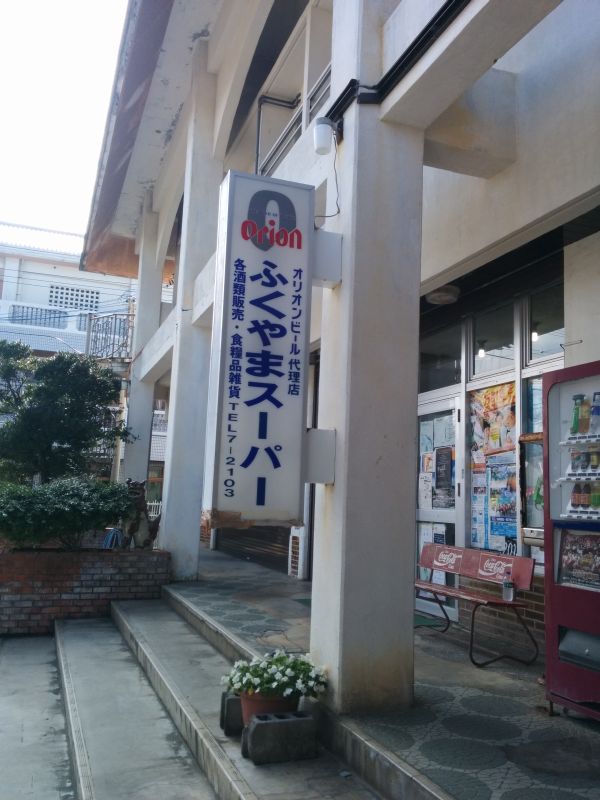 Orion
オリオンビール代理店
ふくやまスーパー
各酒類販売・食糧品雑貨 TEL7-2103
Coca-Cola
Coca-Cola